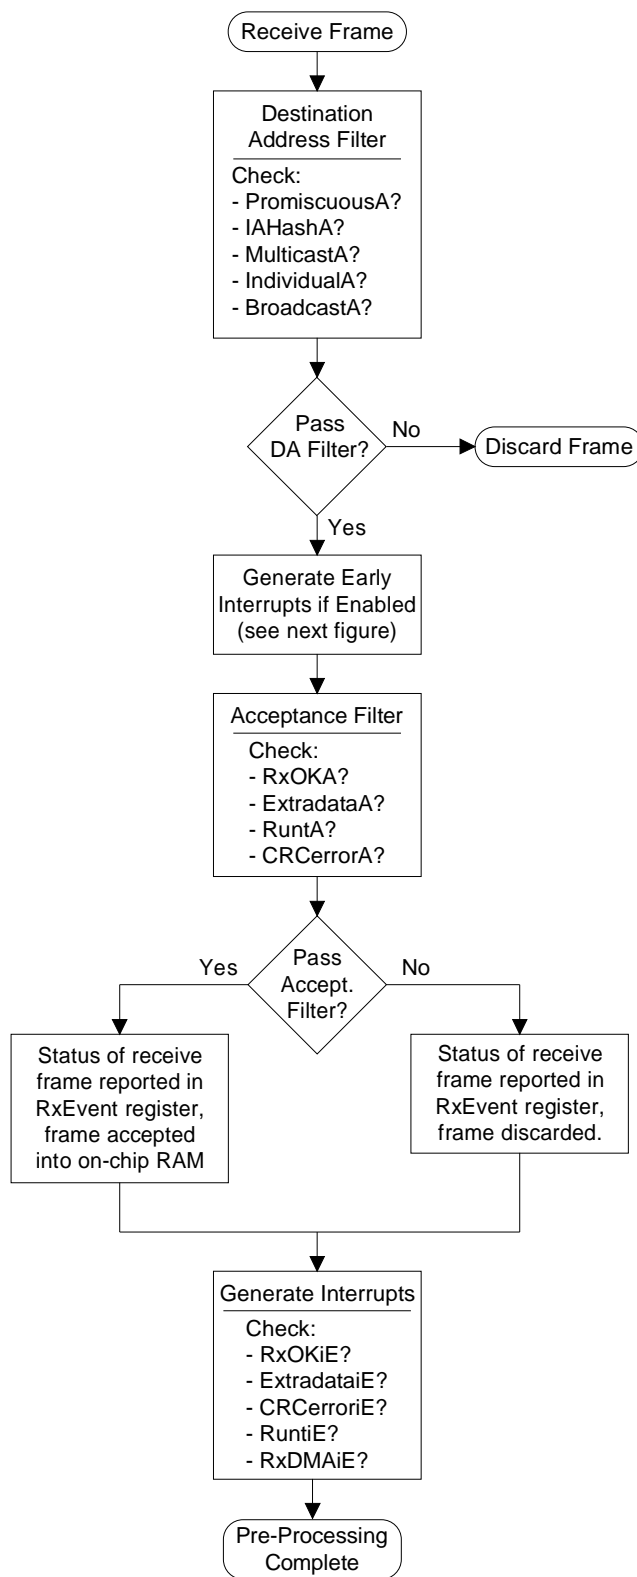 Receive Frame
Destination
Address Filter
Check:
- PromiscuousA?
- IAHashA?
- MulticastA?
- IndividualA?
- BroadcastA?
Pass
DA Filter?
No
Discard Frame
Yes
Generate Early
Interrupts if Enabled
(see next figure)
Acceptance Filter
Check:
- RxOKA?
- ExtradataA?
- RuntA?
- CRCerrorA?
Pass
Accept.
Filter?
Yes
No
Status of receive
frame reported in
RxEvent register,
frame accepted
into on-chip RAM
Status of receive
frame reported in
RxEvent register,
frame discarded.
Generate Interrupts
Check:
- RxOKiE?
- ExtradataiE?
- CRCerroriE?
- RuntiE?
- RxDMAiE?
Pre-Processing
Complete